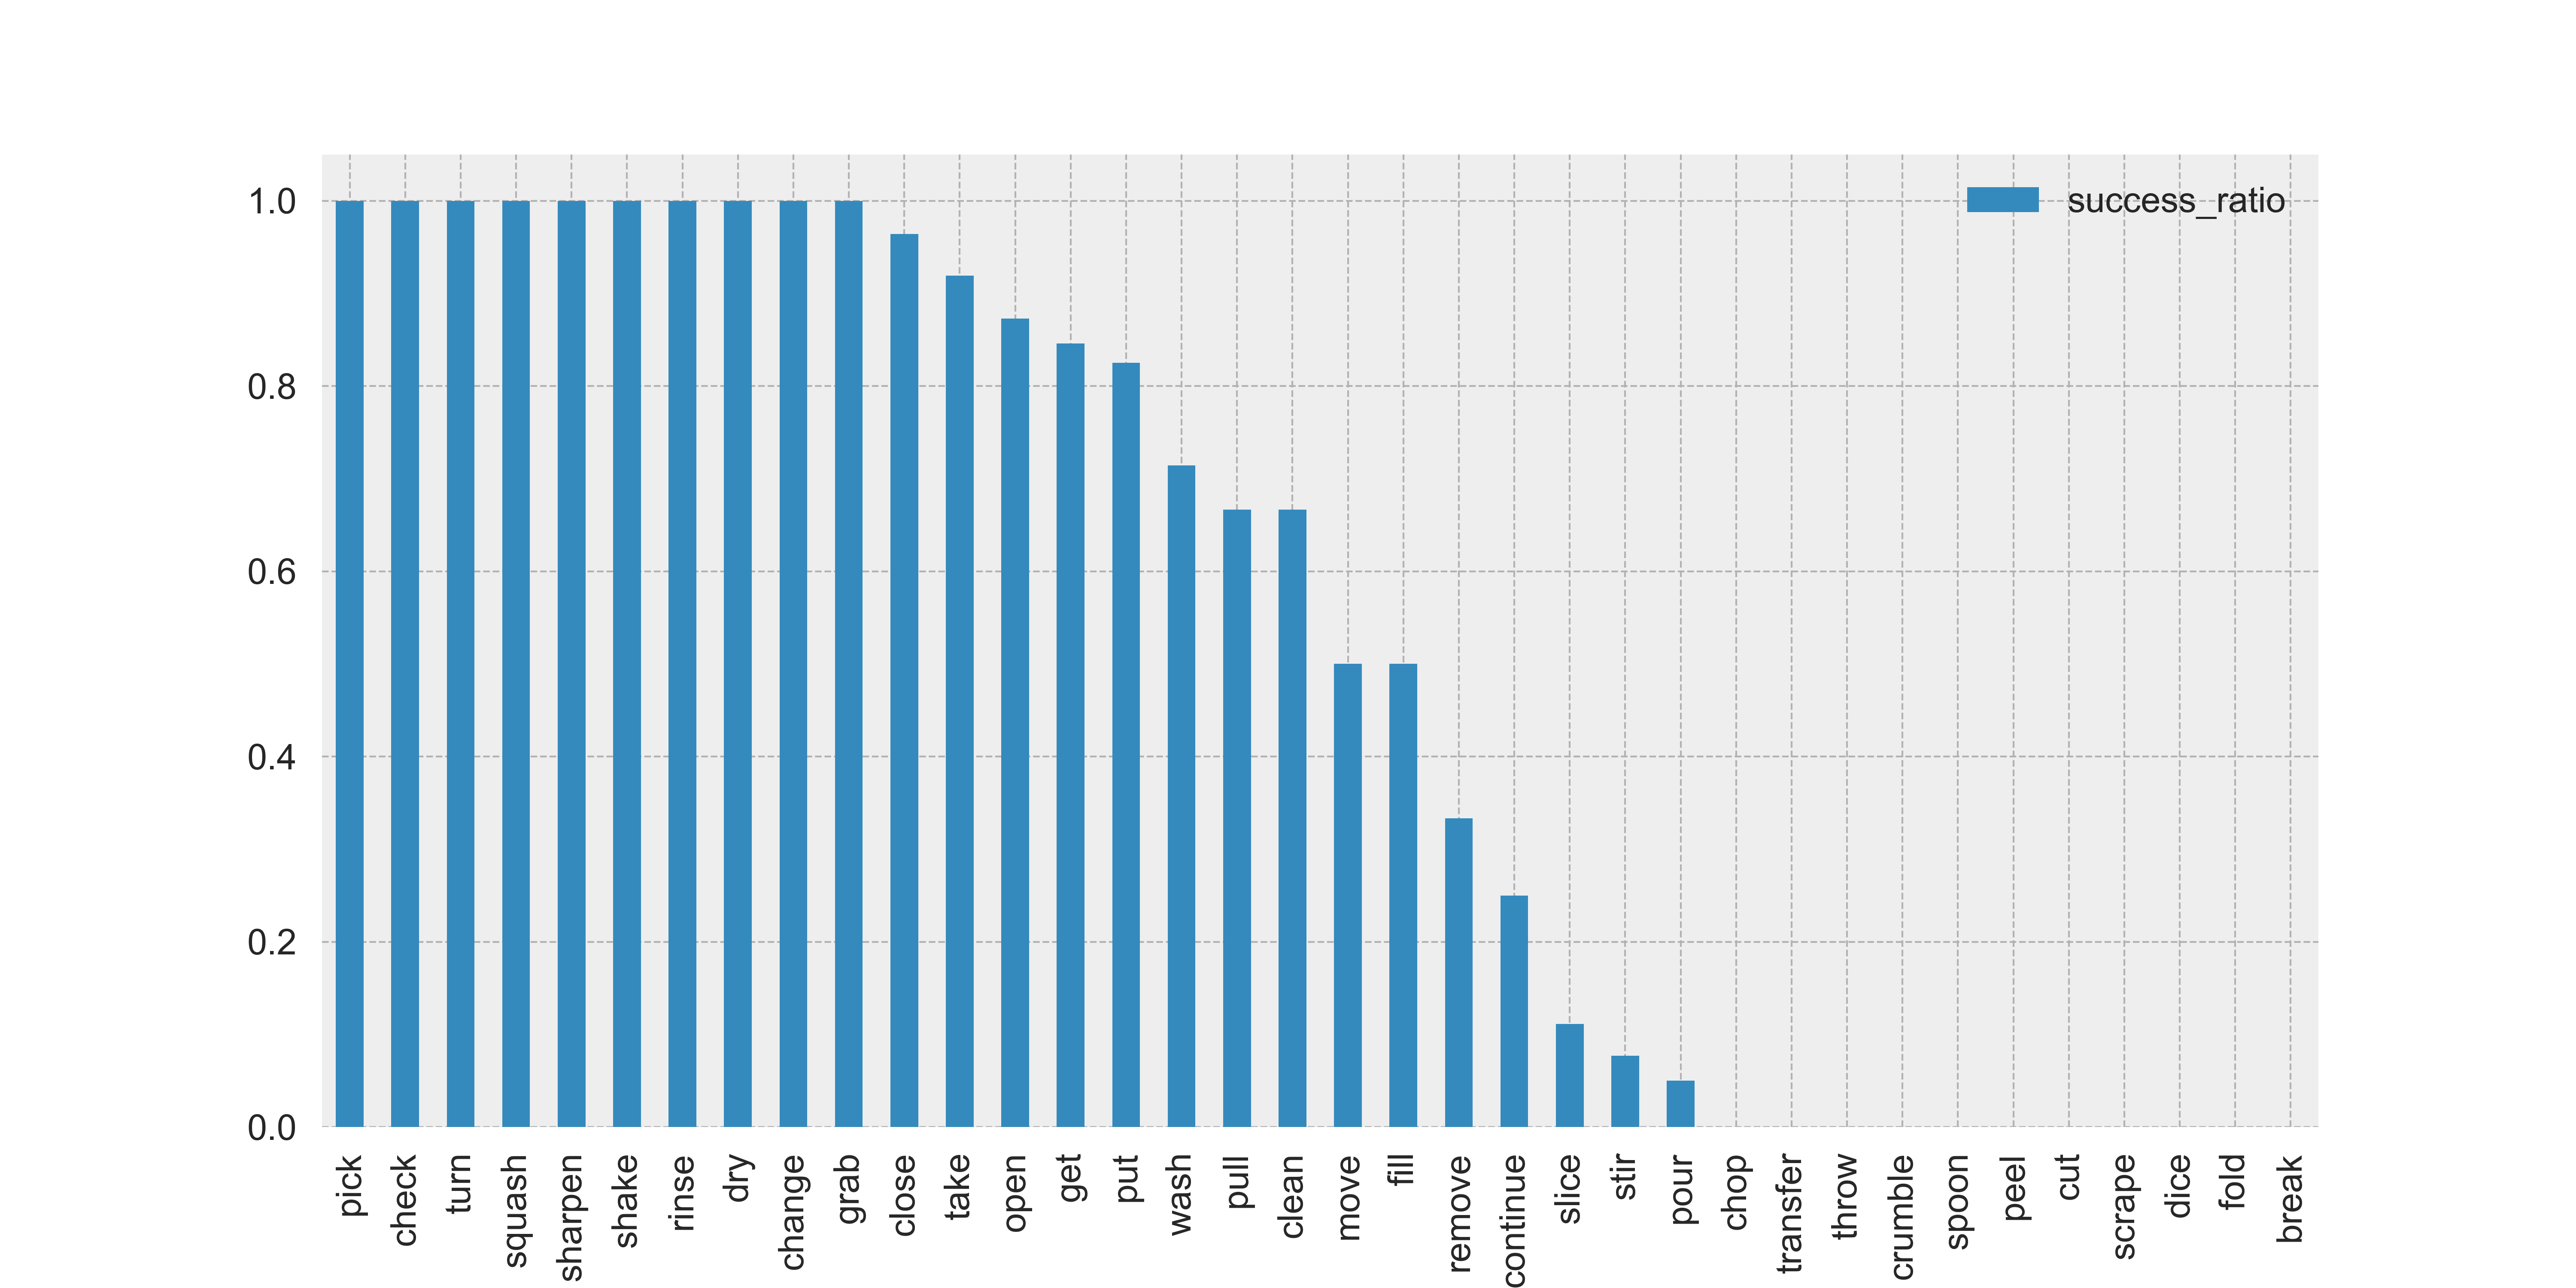 success_ratio
1.0
0.8
0.6
0.4
0.2
0.0
pick
check
turn
squash
sharpen
shake
rinse
dry
change
grab
close
take
open
get
put
wash
pull
clean
move
fill
remove
continue
slice
stir
pour
chop
transfer
throw
crumble
spoon
peel
cut
scrape
dice
fold
break